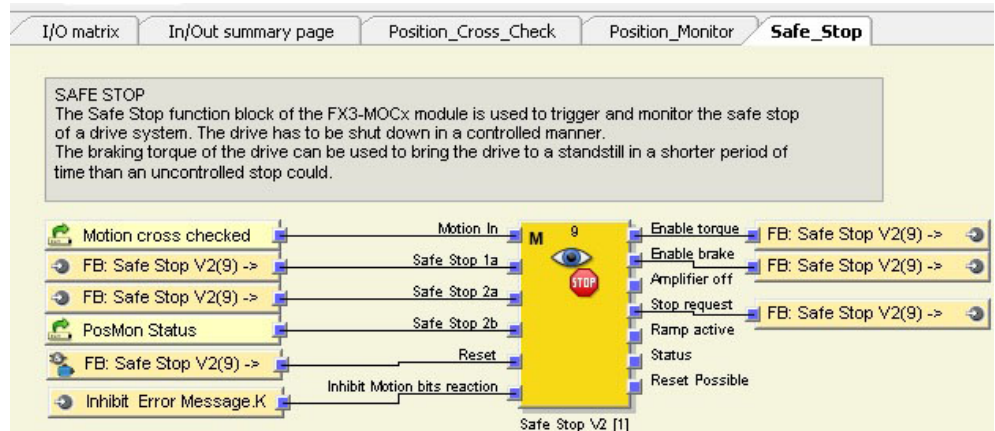 I/O matrix In/Out summary page Position_Cross_Check Position_Monitor Safe_Stop
SAFE STOP
The Safe Stop function block of the FX3-MOCx module is used to trigger and monitor the safe stop
of a drive system. The drive has to be shut down in a controlled manner.
The braking torque of the drive can be used to bring the drive to a standstill in a shorter period of
time than an uncontrolled stop could.
Motion cross checked Motion In M 9 Enable torque FB: Safe Stop V2(9) ->
FB: Safe Stop V2(9) -> Safe Stop 1a Enable brake FB: Safe Stop V2(9) ->
STOP Amplifier off
FB: Safe Stop V2(9) -> Safe Stop 2a Stop request FB: Safe Stop V2(9) ->
PosMon Status Safe Stop 2b Ramp active
FB: Safe Stop V2(9) -> Reset Status
Inhibit Error Message.K Inhibit Motion bits reaction Reset Possible
Safe Stop V2 [1]